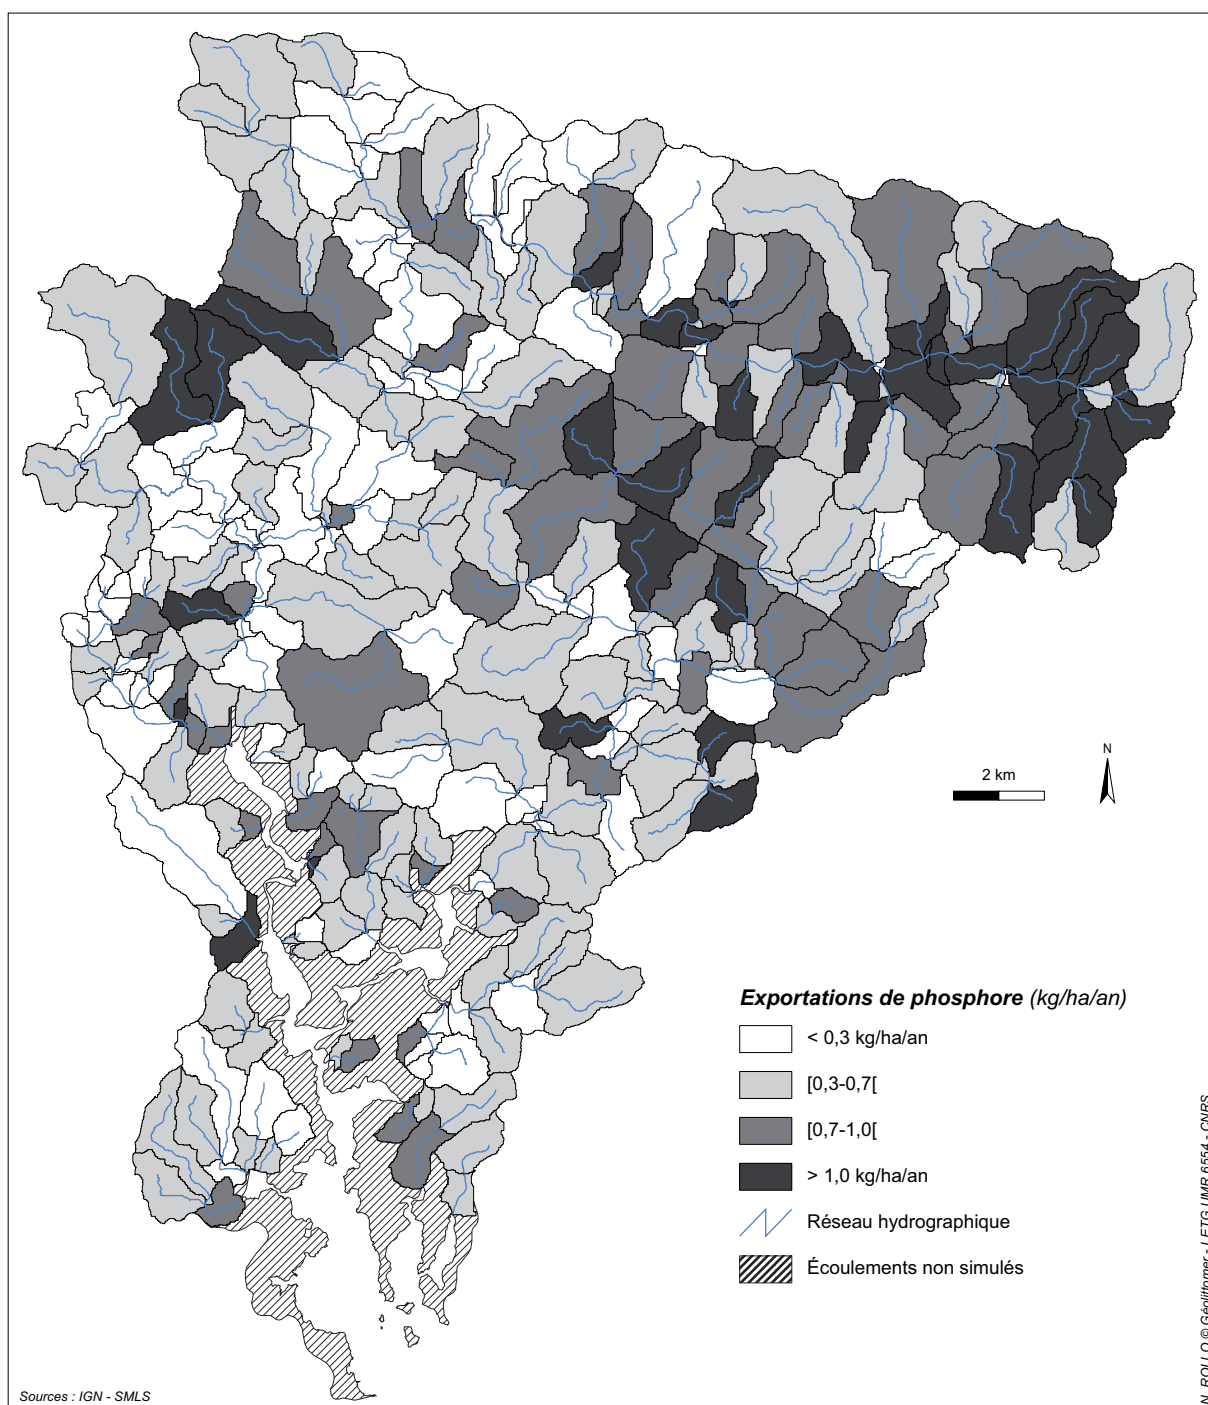 N
2 km
Exportations de phosphore (kg/ha/an)
< 0,3 kg/ha/an
[0,3-0,7[
[0,7-1,0[
> 1,0 kg/ha/an
Réseau hydrographique
Écoulements non simulés
Sources : IGN - SMLS
N. ROLLO © Géolittomer - LETG UMR 6554 - CNRS